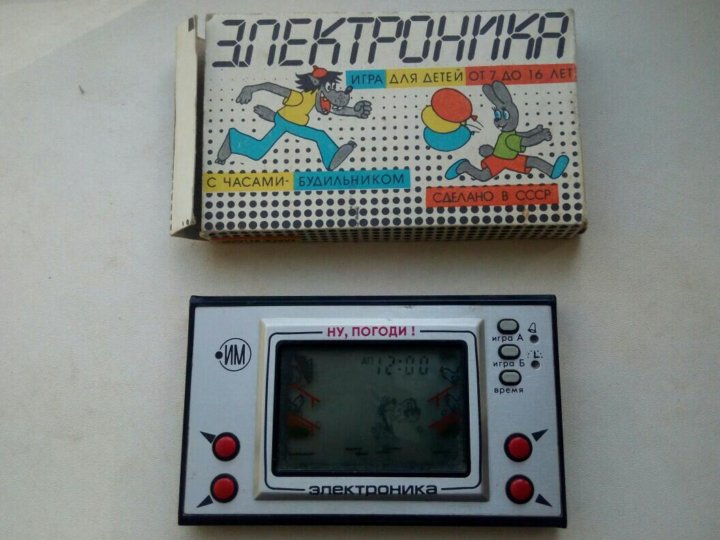 ЭЛЕКТРОНИКА
ИГРА ДЛЯ ДЕТЕЙ ОТ 7 ДО 16 ЛЕТ
С ЧАСАМИ-БУДИЛЬНИКОМ
СДЕЛАНО В СССР
НУ, ПОГОДИ!
ИМ
АП 12:00
игра А
игра Б
время
электроника